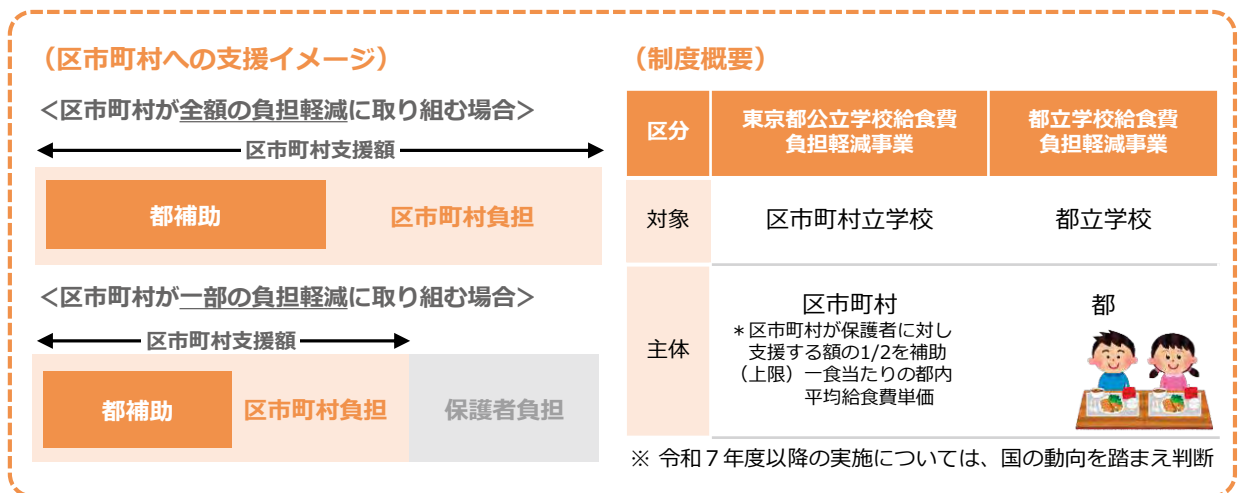 （区市町村への支援イメージ）
＜区市町村が全額の負担軽減に取り組む場合＞
区市町村支援額
都補助
区市町村負担
＜区市町村が一部の負担軽減に取り組む場合＞
区市町村支援額
都補助
区市町村負担
保護者負担
（制度概要）
区分
東京都公立学校給食費
負担軽減事業
都立学校給食費
負担軽減事業
対象
区市町村立学校
都立学校
主体
区市町村
＊区市町村が保護者に対し
支援する額の1/2を補助
（上限）一食当たりの都内
平均給食費単価
都
※ 令和７年度以降の実施については、国の動向を踏まえ判断